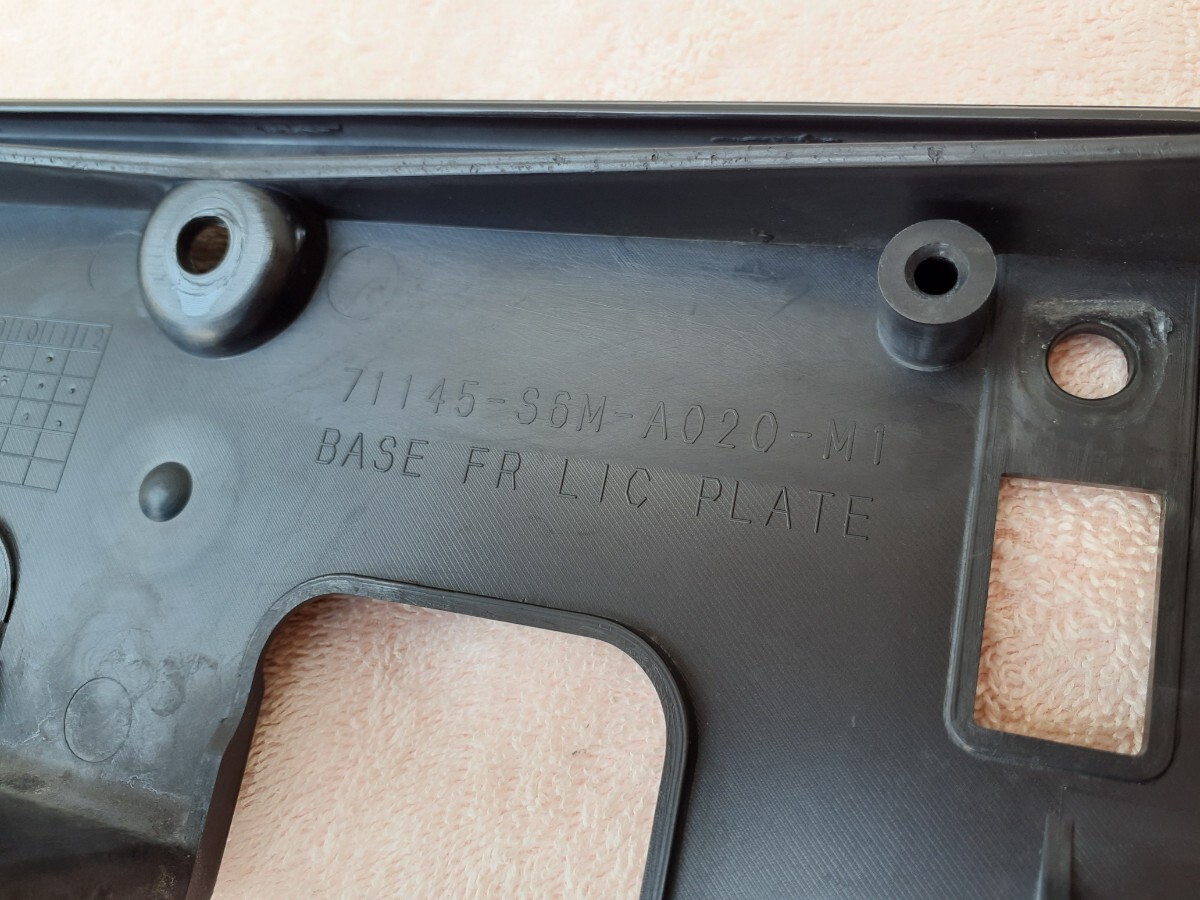 71145-S6M-A020-M1
BASE FR LIC PLATE